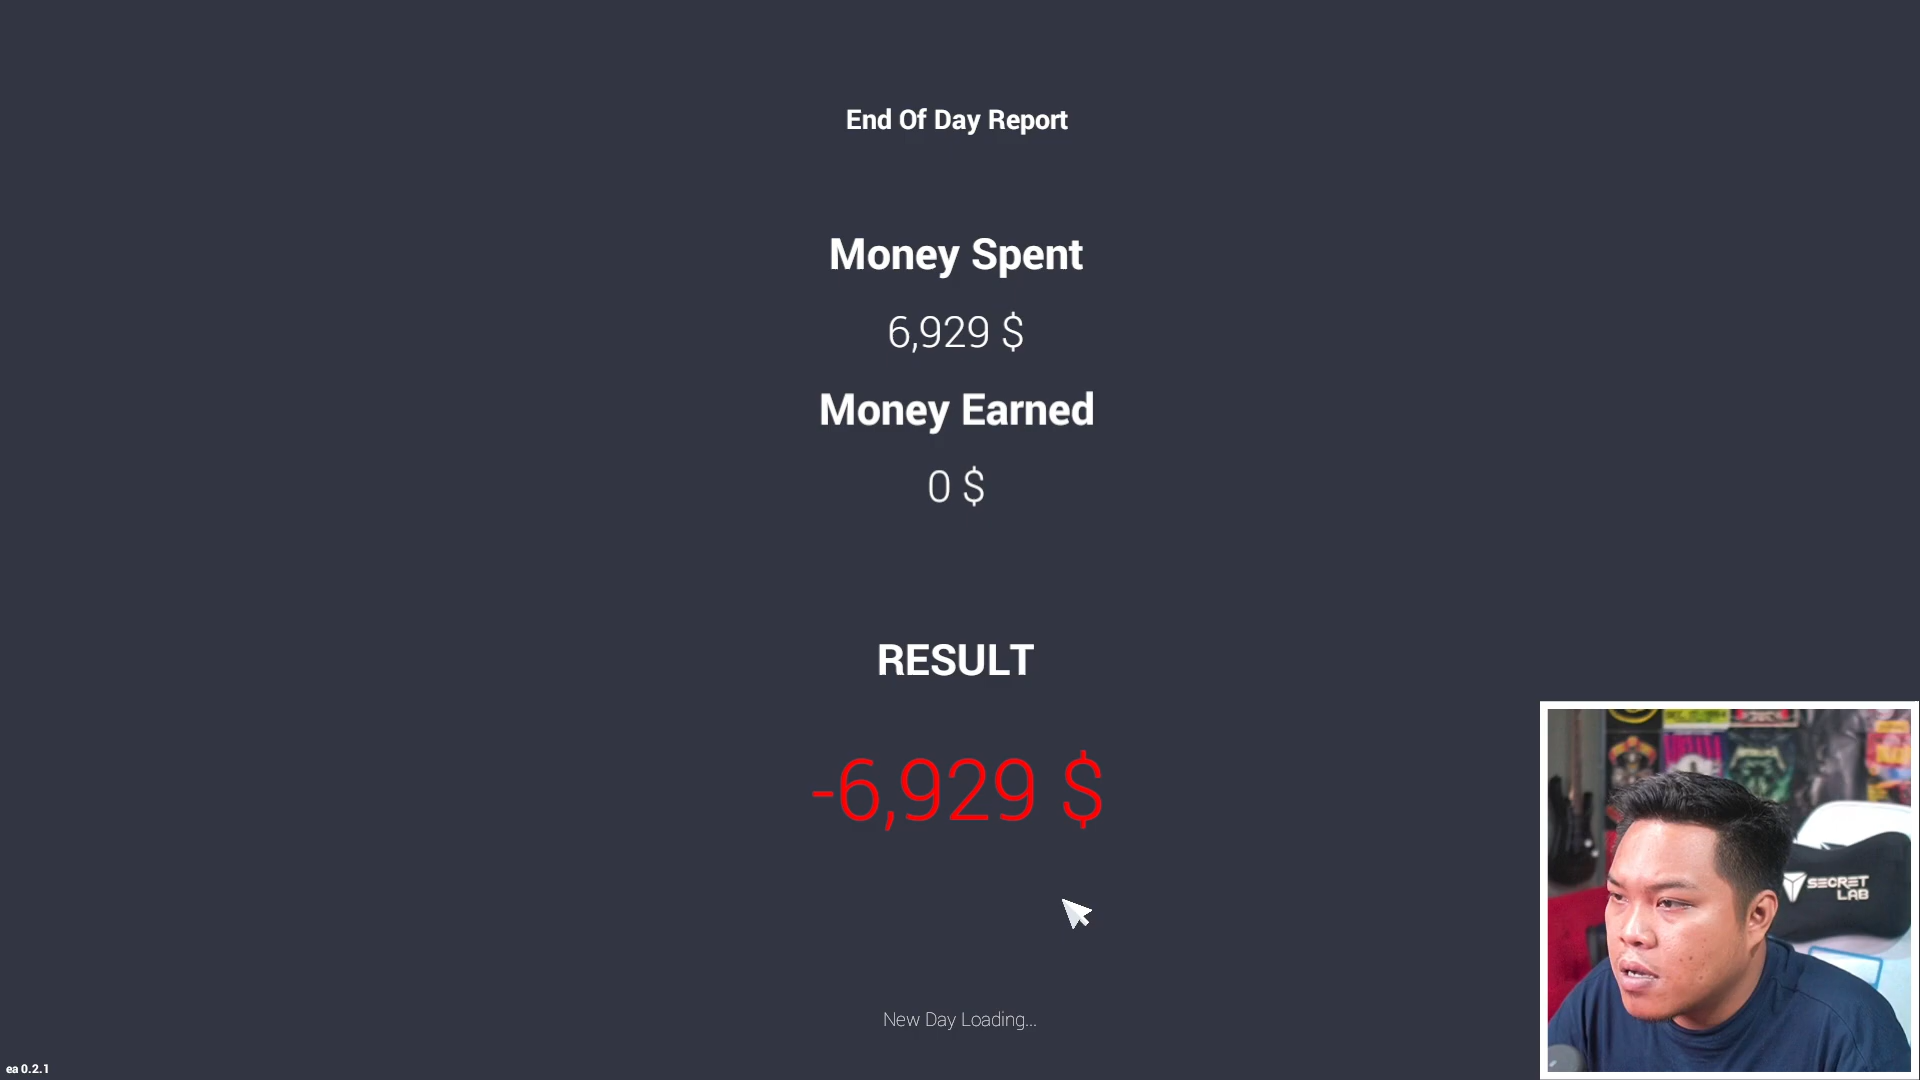 End Of Day Report
Money Spent
6,929 $
Money Earned
0 $
RESULT
-6,929 $
New Day Loading...
ea 0.2.1
SECRET
LAB